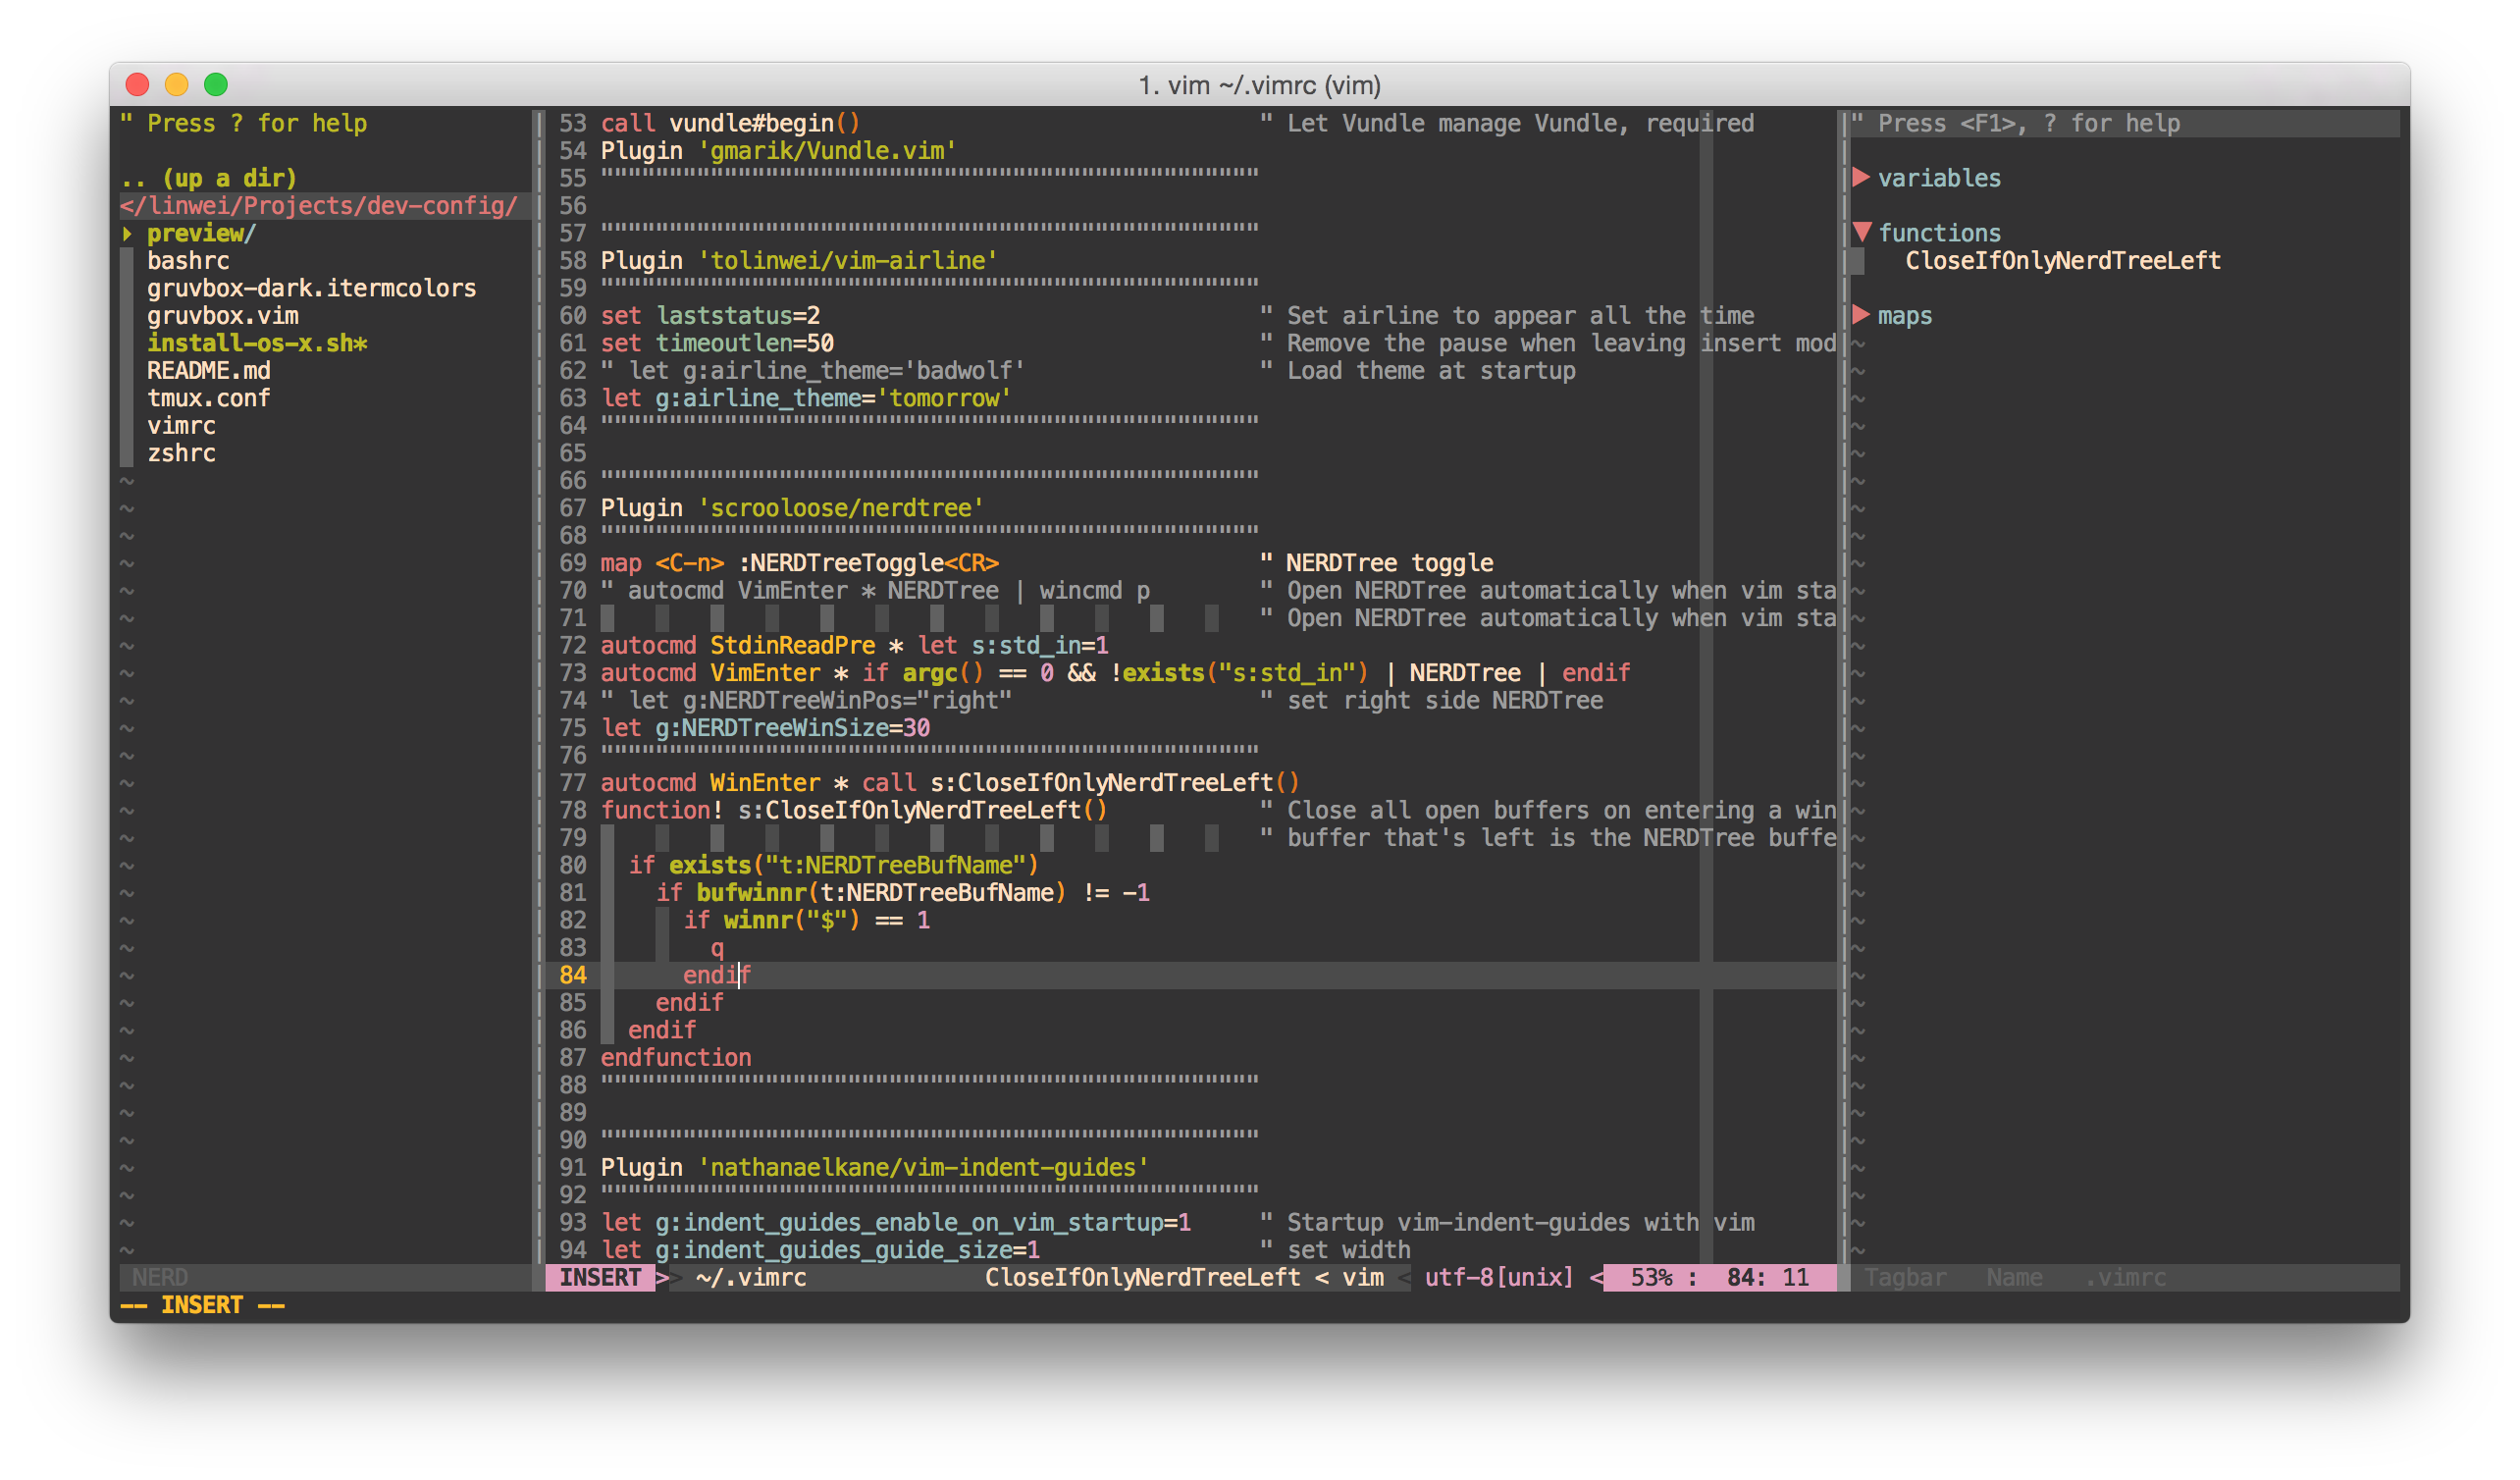 1. vim ~/.vimrc (vim)
" Press ? for help
.. (up a dir)
</linwei/Projects/dev-config/
▸ preview/
bashrc
gruvbox-dark.itermcolors
gruvbox.vim
install-os-x.sh*
README.md
tmux.conf
vimrc
zshrc
53 call vundle#begin() " Let Vundle manage Vundle, required
54 Plugin 'gmarik/Vundle.vim'
55 """"""""""""""""""""""""""""""""""""""""""""""""
56
57 """"""""""""""""""""""""""""""""""""""""""""""""
58 Plugin 'tolinwei/vim-airline'
59 """"""""""""""""""""""""""""""""""""""""""""""""
60 set laststatus=2 " Set airline to appear all the time
61 set timeoutlen=50 " Remove the pause when leaving insert mod
62 " let g:airline_theme='badwolf' " Load theme at startup
63 let g:airline_theme='tomorrow'
64 """"""""""""""""""""""""""""""""""""""""""""""""
65
66 """"""""""""""""""""""""""""""""""""""""""""""""
67 Plugin 'scrooloose/nerdtree'
68 """"""""""""""""""""""""""""""""""""""""""""""""
69 map <C-n> :NERDTreeToggle<CR> " NERDTree toggle
70 " autocmd VimEnter * NERDTree | wincmd p " Open NERDTree automatically when vim sta
71 " Open NERDTree automatically when vim sta
72 autocmd StdinReadPre * let s:std_in=1
73 autocmd VimEnter * if argc() == 0 && !exists("s:std_in") | NERDTree | endif
74 " let g:NERDTreeWinPos="right" " set right side NERDTree
75 let g:NERDTreeWinSize=30
76 """"""""""""""""""""""""""""""""""""""""""""""""
77 autocmd WinEnter * call s:CloseIfOnlyNerdTreeLeft()
78 function! s:CloseIfOnlyNerdTreeLeft() " Close all open buffers on entering a win
79 " buffer that's left is the NERDTree buffe
80 if exists("t:NERDTreeBufName")
81 if bufwinnr(t:NERDTreeBufName) != -1
82 if winnr("$") == 1
83 q
84 endif
85 endif
86 endif
87 endfunction
88 """"""""""""""""""""""""""""""""""""""""""""""""
89
90 """"""""""""""""""""""""""""""""""""""""""""""""
91 Plugin 'nathanaelkane/vim-indent-guides'
92 """"""""""""""""""""""""""""""""""""""""""""""""
93 let g:indent_guides_enable_on_vim_startup=1 " Startup vim-indent-guides with vim
94 let g:indent_guides_guide_size=1 " set width
" Press <F1>, ? for help
▶ variables
▼ functions
CloseIfOnlyNerdTreeLeft
▶ maps
NERD
INSERT >> ~/.vimrc CloseIfOnlyNerdTreeLeft < vim < utf-8[unix] < 53% : 84: 11
Tagbar Name .vimrc
-- INSERT --